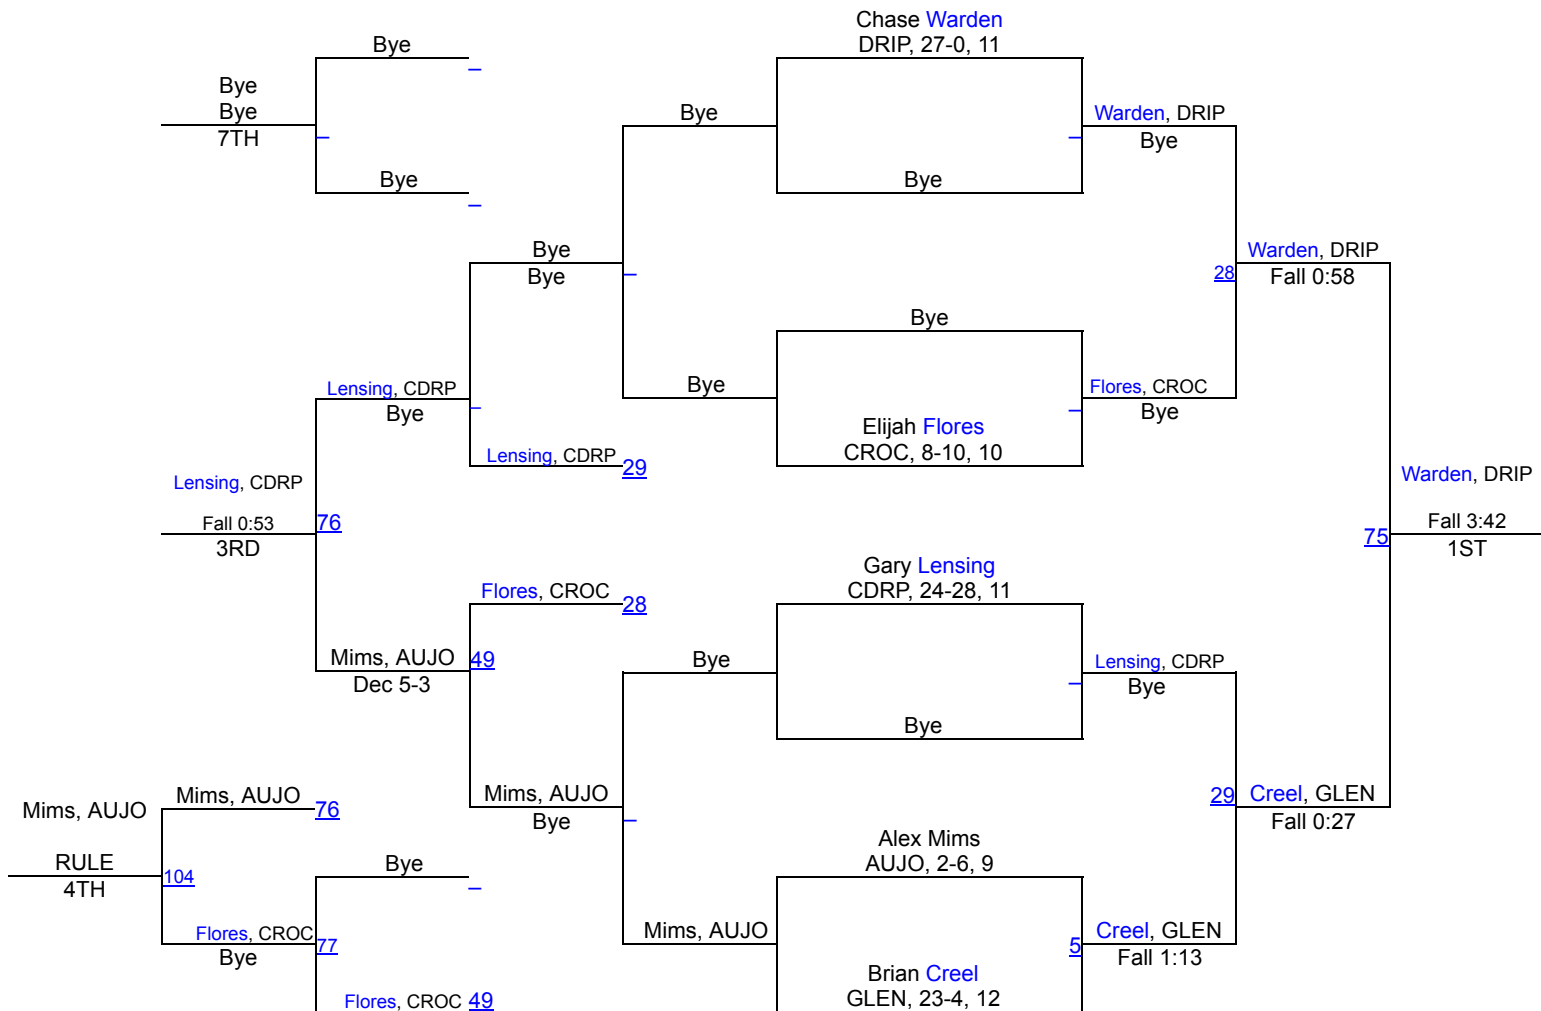 Chase Warden
DRIP, 27-0, 11
Bye
Bye
Bye
7TH
Bye
Warden, DRIP
Bye
Bye
Bye
Bye
Bye
28
Warden, DRIP
Fall 0:58
Bye
Lensing, CDRP
Bye
Bye
Flores, CROC
Bye
Elijah Flores
CROC, 8-10, 10
Lensing, CDRP
29
Lensing, CDRP
Fall 0:53
3RD
76
Warden, DRIP
75
Fall 3:42
1ST
Gary Lensing
CDRP, 24-28, 11
Flores, CROC
28
Mims, AUJO
Dec 5-3
49
Bye
Lensing, CDRP
Bye
Bye
Mims, AUJO
Mims, AUJO
76
Mims, AUJO
Bye
29
Creel, GLEN
Fall 0:27
Alex Mims
AUJO, 2-6, 9
RULE
4TH
104
Bye
Flores, CROC
Bye
77
Mims, AUJO
5
Creel, GLEN
Fall 1:13
Brian Creel
GLEN, 23-4, 12
Flores, CROC
49